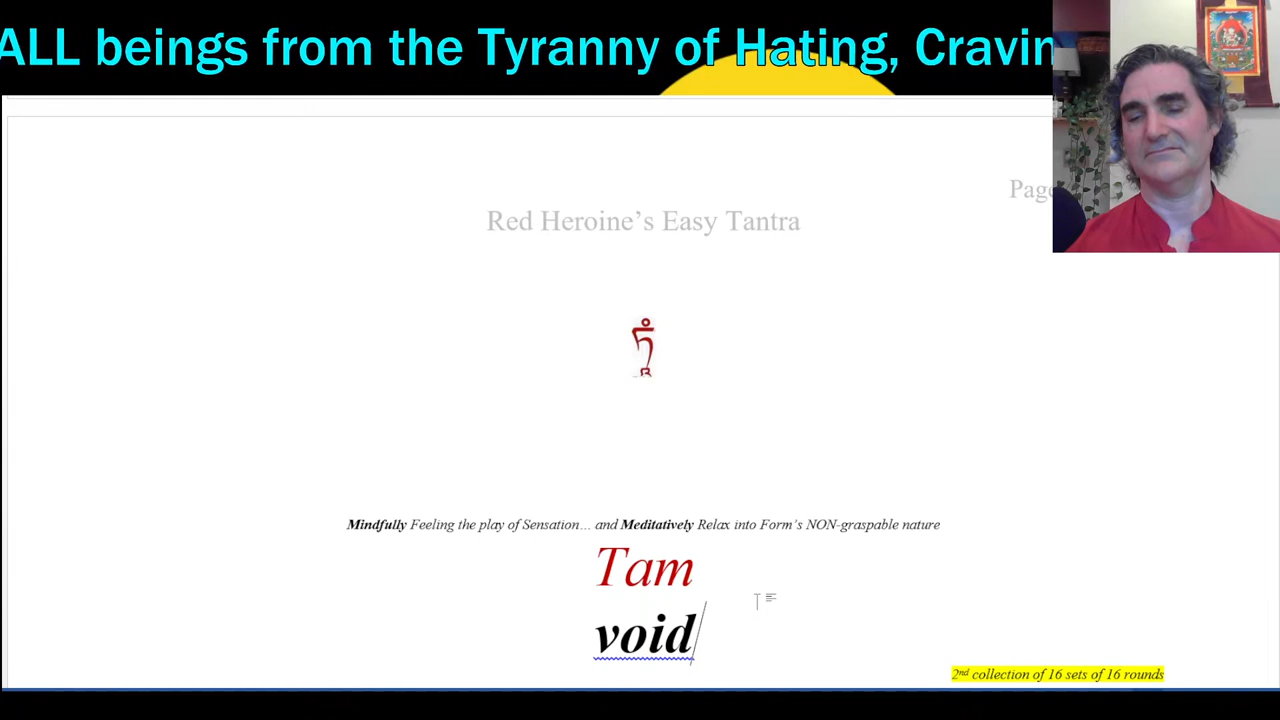 ALL beings from the Tyranny of Hating, Cravin
Page
Red Heroine's Easy Tantra
Mindfully Feeling the play of Sensation… and Meditatively Relax into Form's NON-graspable nature
Tam
void
2nd collection of 16 sets of 16 rounds